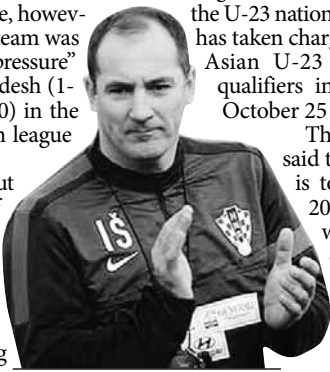 e, howev-
team was
pressure”
desh (1-
0) in the
n league
ut
f
g
the U-23 nation
has taken charg
Asian U-23
qualifiers in
October 25
Th
said t
is to
20
w
IŠ